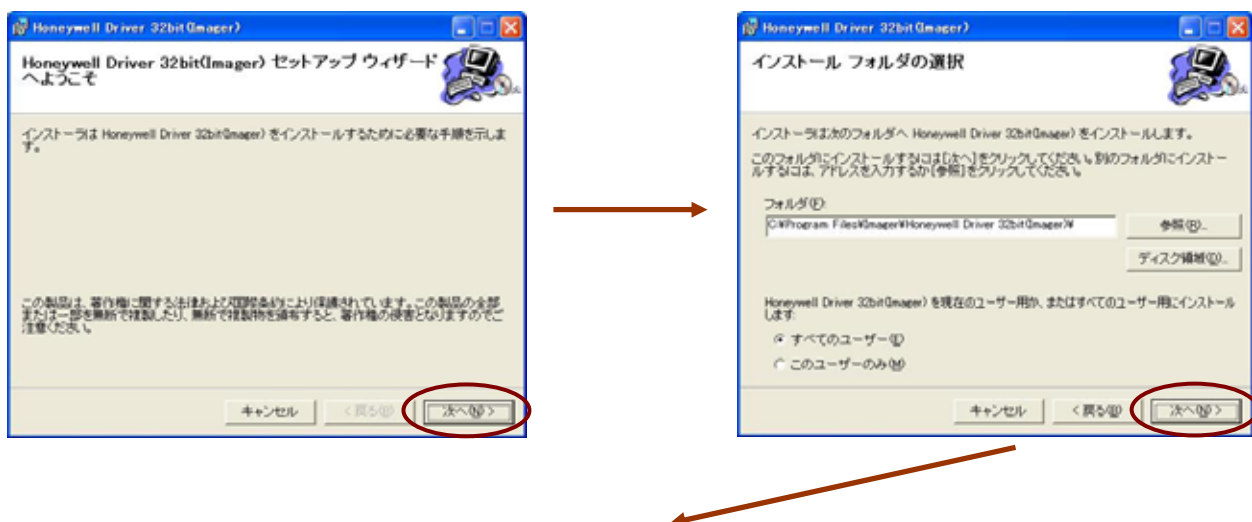 Honeywell Driver 32bit(Imager)
Honeywell Driver 32bit(Imager) セットアップ ウィザード
へようこそ
インストーラは Honeywell Driver 32bit(Imager) をインストールするために必要な手順を示しま
す。
この製品は、著作権に関する法律および国際条約により保護されています。この製品の全部
または一部を無断で複製したり、無断で複製物を頒布すると、著作権の侵害となりますのでご
注意ください。
キャンセル
< 戻る(B)
次へ(N) >
Honeywell Driver 32bit(Imager)
インストール フォルダの選択
インストーラは次のフォルダへ Honeywell Driver 32bit(Imager) をインストールします。
このフォルダにインストールするには[次へ]をクリックしてください。別のフォルダにインストー
ルするには、アドレスを入力するか[参照]をクリックしてください。
フォルダ(F):
C:¥Program Files¥Imager¥Honeywell Driver 32bit(Imager)¥
参照(R)...
ディスク領域(D)...
Honeywell Driver 32bit(Imager) を現在のユーザー用か、またはすべてのユーザー用にインストール
します:
すべてのユーザー(E)
このユーザーのみ(M)
キャンセル
< 戻る(B)
次へ(N) >